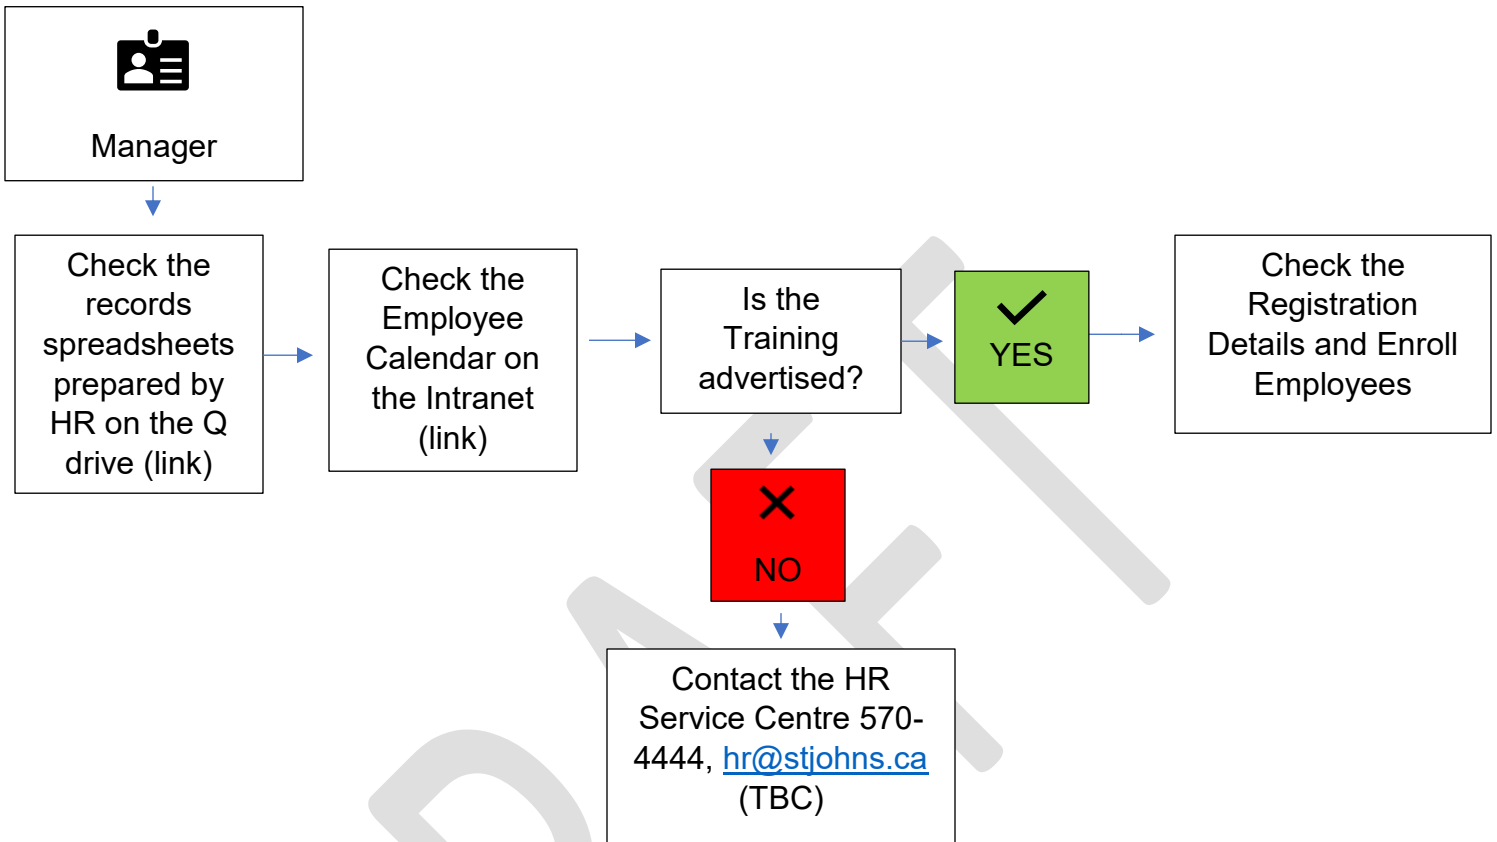 Manager
Check the
records
spreadsheets
prepared by
HR on the Q
drive (link)
Check the
Employee
Calendar on
the Intranet
(link)
Is the
Training
advertised?
YES
Check the
Registration
Details and Enroll
Employees
NO
Contact the HR
Service Centre 570-
4444, hr@stjohns.ca
(TBC)
DRAFT